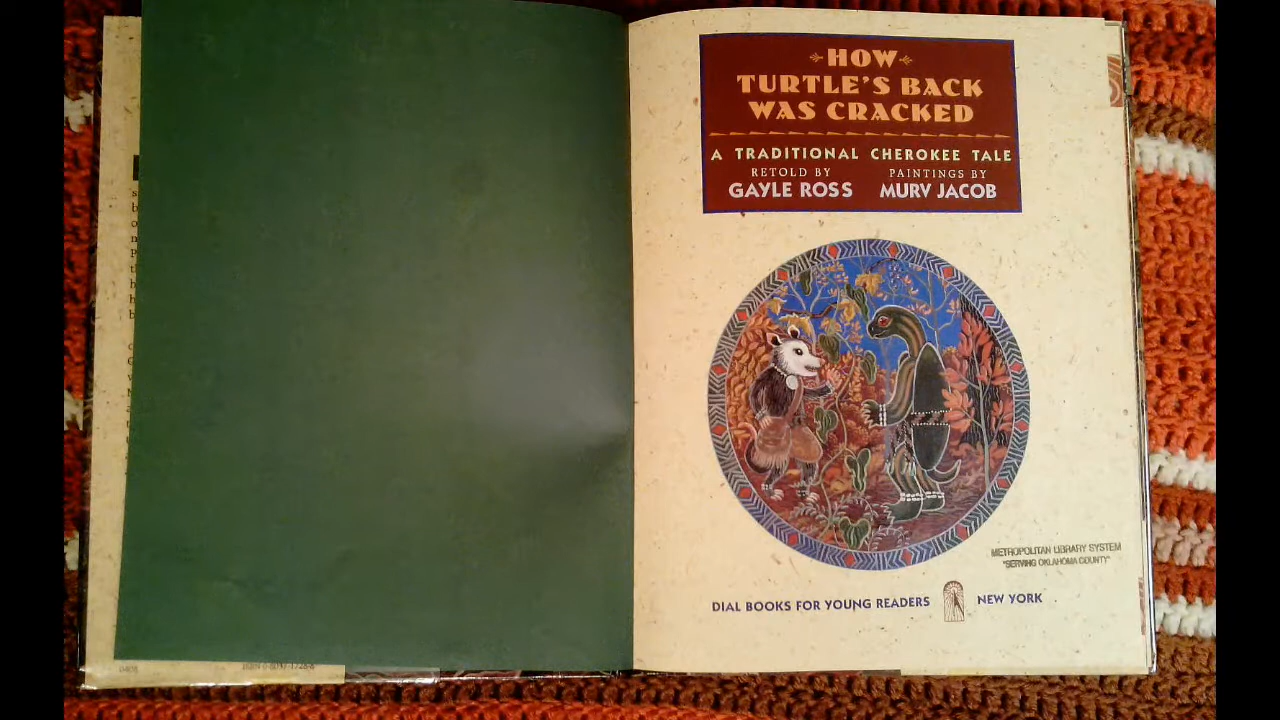 HOW
TURTLE'S BACK
WAS CRACKED
A TRADITIONAL CHEROKEE TALE
RETOLD BY PAINTINGS BY
GAYLE ROSS MURV JACOB
METROPOLITAN LIBRARY SYSTEM
"SERVING OKLAHOMA COUNTY"
DIAL BOOKS FOR YOUNG READERS NEW YORK